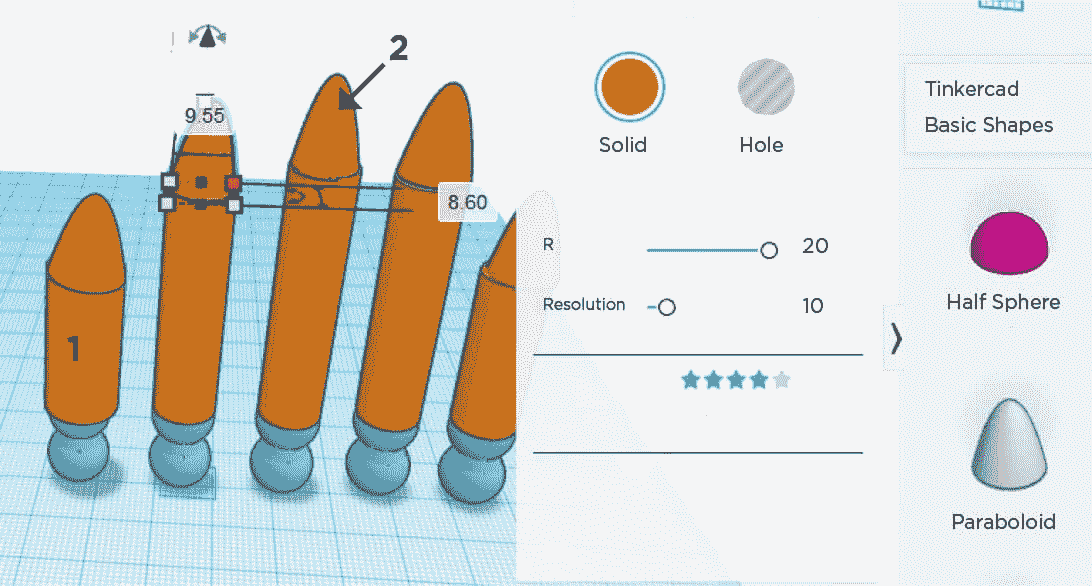 2
9.55
8.60
1
Solid
Hole
R
20
Resolution
10
Tinkercad
Basic Shapes
Half Sphere
Paraboloid